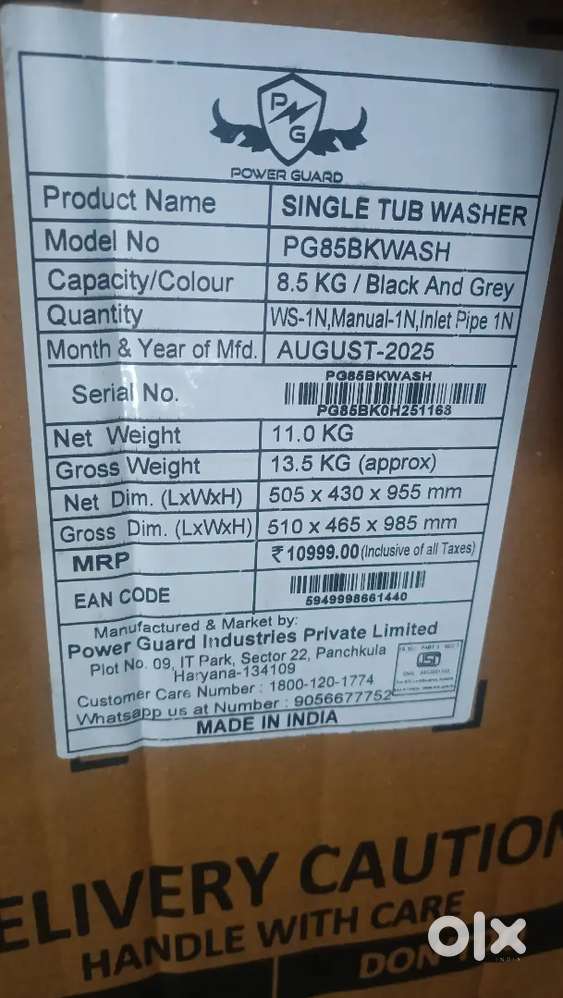 P G
POWER GUARD
Product Name SINGLE TUB WASHER
Model No PG85BKWASH
Capacity/Colour 8.5 KG / Black And Grey
Quantity WS-1N,Manual-1N,Inlet Pipe 1N
Month & Year of Mfd. AUGUST-2025
Serial No. PG85BKWASH
PG85BK0H251168
Net Weight 11.0 KG
Gross Weight 13.5 KG (approx)
Net Dim. (LxWxH) 505 x 430 x 955 mm
Gross Dim. (LxWxH) 510 x 465 x 985 mm
MRP ₹10999.00 (Inclusive of all Taxes)
EAN CODE 5949998661440
Manufactured & Market by:
Power Guard Industries Private Limited
Plot No. 09, IT Park, Sector 22, Panchkula
Haryana-134109
Customer Care Number : 1800-120-1774
Whatsapp us at Number : 9056677752
MADE IN INDIA
ELIVERY CAUTION
HANDLE WITH CARE
DON
olx
INDIA